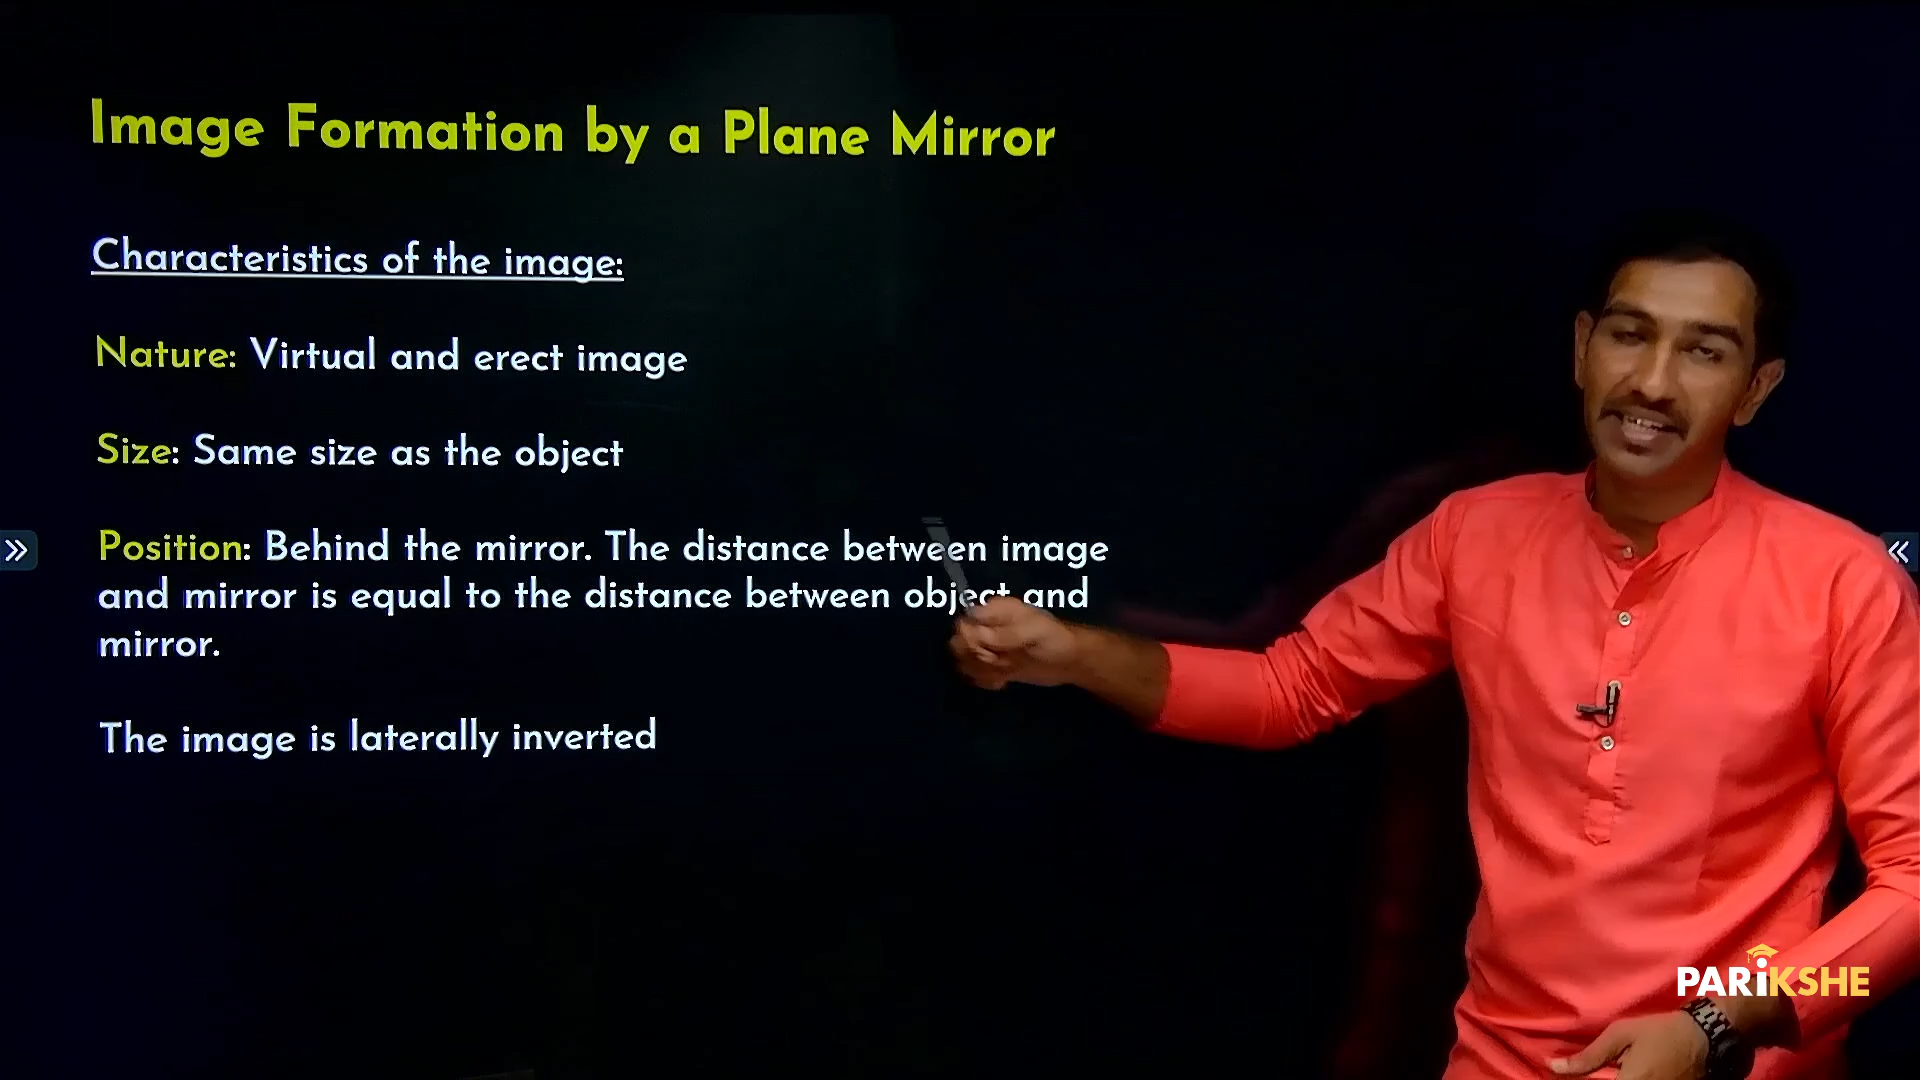 Image Formation by a Plane Mirror
Characteristics of the image:
Nature: Virtual and erect image
Size: Same size as the object
Position: Behind the mirror. The distance between image
and mirror is equal to the distance between object and
mirror.
The image is laterally inverted
PARiKSHE